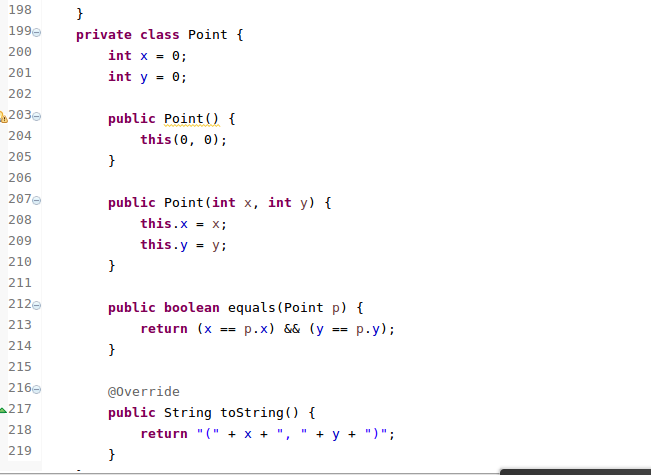 198    }
199    private class Point {
200        int x = 0;
201        int y = 0;
202
203        public Point() {
204            this(0, 0);
205        }
206
207        public Point(int x, int y) {
208            this.x = x;
209            this.y = y;
210        }
211
212        public boolean equals(Point p) {
213            return (x == p.x) && (y == p.y);
214        }
215
216        @Override
217        public String toString() {
218            return "(" + x + ", " + y + ")";
219        }